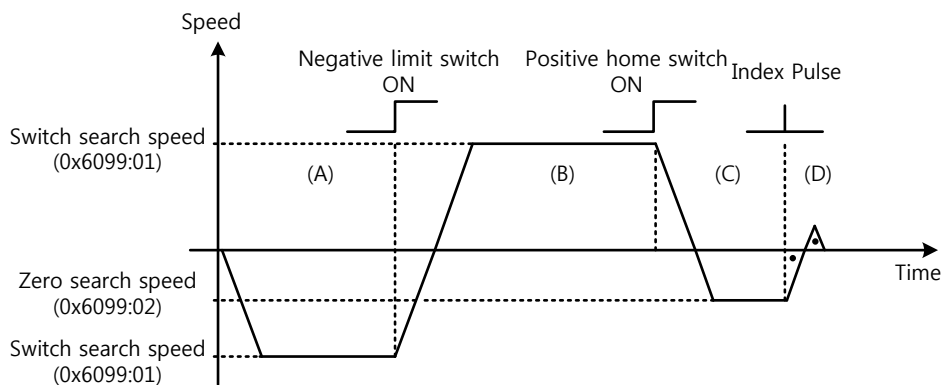 Speed
Negative limit switch
ON
Positive home switch
ON
Index Pulse
Switch search speed
(0x6099:01)
(A)
(B)
(C)
(D)
Time
Zero search speed
(0x6099:02)
Switch search speed
(0x6099:01)